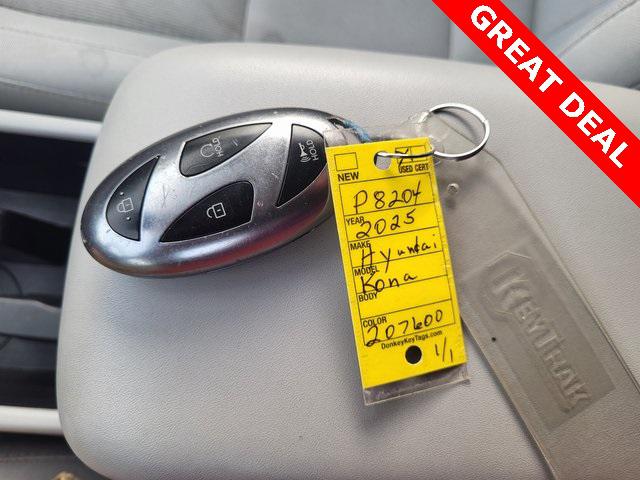 GREAT DEAL
HOLD
HOLD
NEW
USED CERT
P8204
YEAR
2025
MAKE
Hyundai
MODEL
Kona
BODY
COLOR
207600
DonkeyKeyTags.com
1/1
KEYTRAK